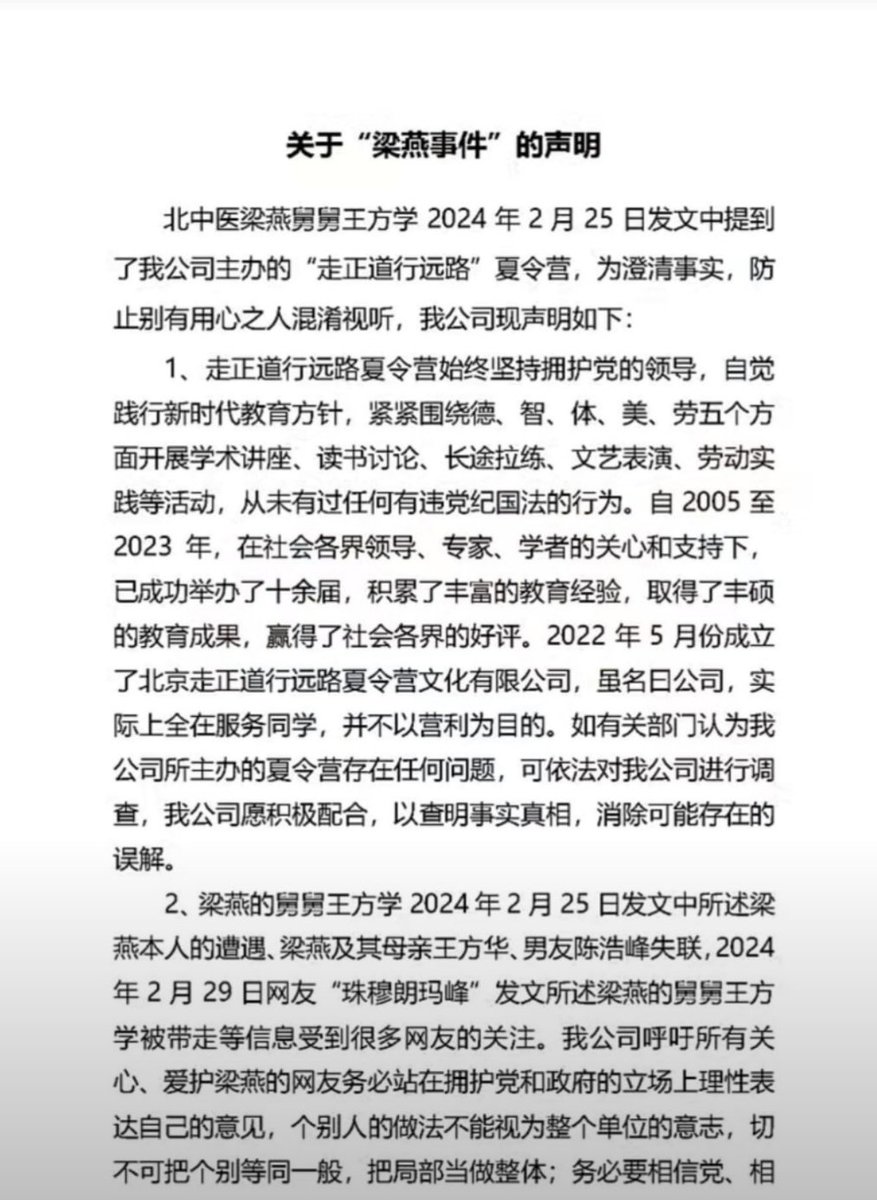 关于“梁燕事件”的声明
北中医梁燕舅舅王方学 2024 年 2 月 25 日发文中提到
了我公司主办的“走正道行远路”夏令营，为澄清事实，防
止别有用心之人混淆视听，我公司现声明如下：
1、走正道行远路夏令营始终坚持拥护党的领导，自觉
践行新时代教育方针，紧紧围绕德、智、体、美、劳五个方
面开展学术讲座、读书讨论、长途拉练、文艺表演、劳动实
践等活动，从未有过任何有违党纪国法的行为。自 2005 至
2023 年，在社会各界领导、专家、学者的关心和支持下，
已成功举办了十余届，积累了丰富的教育经验，取得了丰硕
的教育成果，赢得了社会各界的好评。2022 年 5 月份成立
了北京走正道行远路夏令营文化有限公司，虽名曰公司，实
际上全在服务同学，并不以营利为目的。如有关部门认为我
公司所主办的夏令营存在任何问题，可依法对我公司进行调
查，我公司愿积极配合，以查明事实真相，消除可能存在的
误解。
2、梁燕的舅舅王方学 2024 年 2 月 25 日发文中所述梁
燕本人的遭遇、梁燕及其母亲王方华、男友陈浩峰失联，2024
年 2 月 29 日网友“珠穆朗玛峰”发文所述梁燕的舅舅王方
学被带走等信息受到很多网友的关注。我公司呼吁所有关
心、爱护梁燕的网友务必站在拥护党和政府的立场上理性表
达自己的意见，个别人的做法不能视为整个单位的意志，切
不可把个别等同一般，把局部当做整体；务必要相信党、相